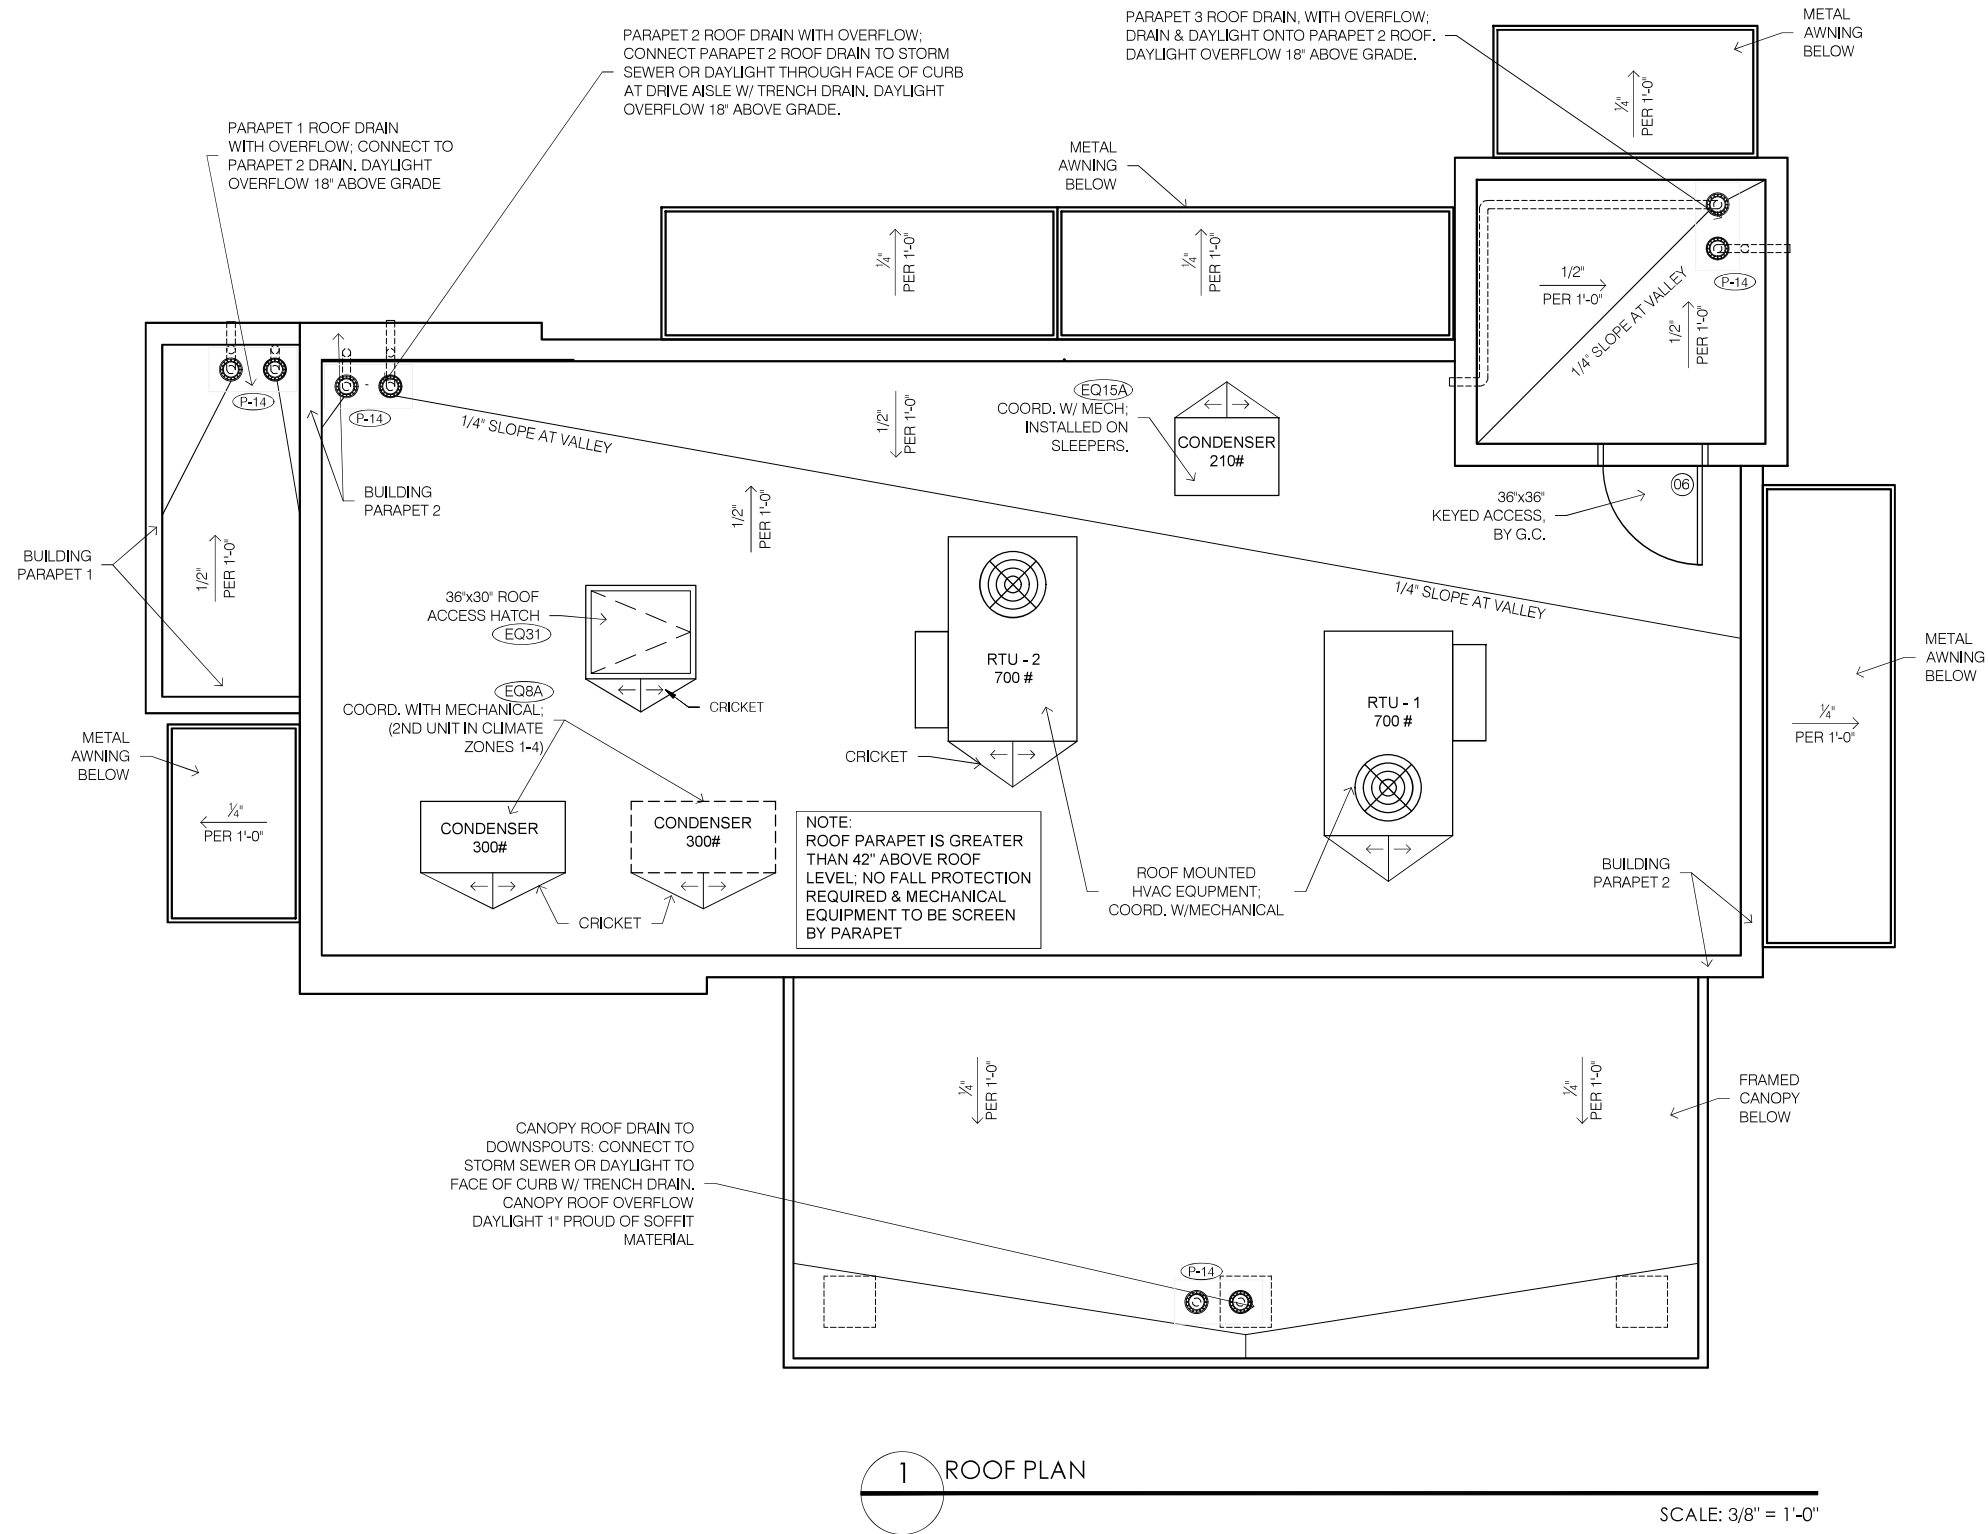 PARAPET 2 ROOF DRAIN WITH OVERFLOW;
CONNECT PARAPET 2 ROOF DRAIN TO STORM
SEWER OR DAYLIGHT THROUGH FACE OF CURB
AT DRIVE AISLE W/ TRENCH DRAIN. DAYLIGHT
OVERFLOW 18" ABOVE GRADE.
PARAPET 3 ROOF DRAIN, WITH OVERFLOW;
DRAIN & DAYLIGHT ONTO PARAPET 2 ROOF.
DAYLIGHT OVERFLOW 18" ABOVE GRADE.
METAL
AWNING
BELOW
1/4"
PER 1'-0"
PARAPET 1 ROOF DRAIN
WITH OVERFLOW; CONNECT TO
PARAPET 2 DRAIN. DAYLIGHT
OVERFLOW 18" ABOVE GRADE
METAL
AWNING
BELOW
1/4"
PER 1'-0"
1/4"
PER 1'-0"
1/2"
PER 1'-0"
P-14
1/4" SLOPE AT VALLEY
1/2"
PER 1'-0"
P-14
P-14
1/4" SLOPE AT VALLEY
1/2"
PER 1'-0"
EQ15A
COORD. W/ MECH;
INSTALLED ON
SLEEPERS.
CONDENSER
210#
BUILDING
PARAPET 2
1/2"
PER 1'-0"
36"x36"
KEYED ACCESS,
BY G.C.
06
BUILDING
PARAPET 1
1/2"
PER 1'-0"
36"x30" ROOF
ACCESS HATCH
EQ31
1/4" SLOPE AT VALLEY
RTU - 2
700 #
RTU - 1
700 #
METAL
AWNING
BELOW
1/4"
PER 1'-0"
EQ8A
COORD. WITH MECHANICAL;
(2ND UNIT IN CLIMATE
ZONES 1-4)
CRICKET
METAL
AWNING
BELOW
CRICKET
1/4"
PER 1'-0"
CONDENSER
300#
CONDENSER
300#
NOTE:
ROOF PARAPET IS GREATER
THAN 42" ABOVE ROOF
LEVEL; NO FALL PROTECTION
REQUIRED & MECHANICAL
EQUIPMENT TO BE SCREEN
BY PARAPET
ROOF MOUNTED
HVAC EQUPMENT;
COORD. W/MECHANICAL
BUILDING
PARAPET 2
CRICKET
1/4"
PER 1'-0"
1/4"
PER 1'-0"
FRAMED
CANOPY
BELOW
CANOPY ROOF DRAIN TO
DOWNSPOUTS: CONNECT TO
STORM SEWER OR DAYLIGHT TO
FACE OF CURB W/ TRENCH DRAIN.
CANOPY ROOF OVERFLOW
DAYLIGHT 1" PROUD OF SOFFIT
MATERIAL
P-14
1 ROOF PLAN
SCALE: 3/8" = 1'-0"